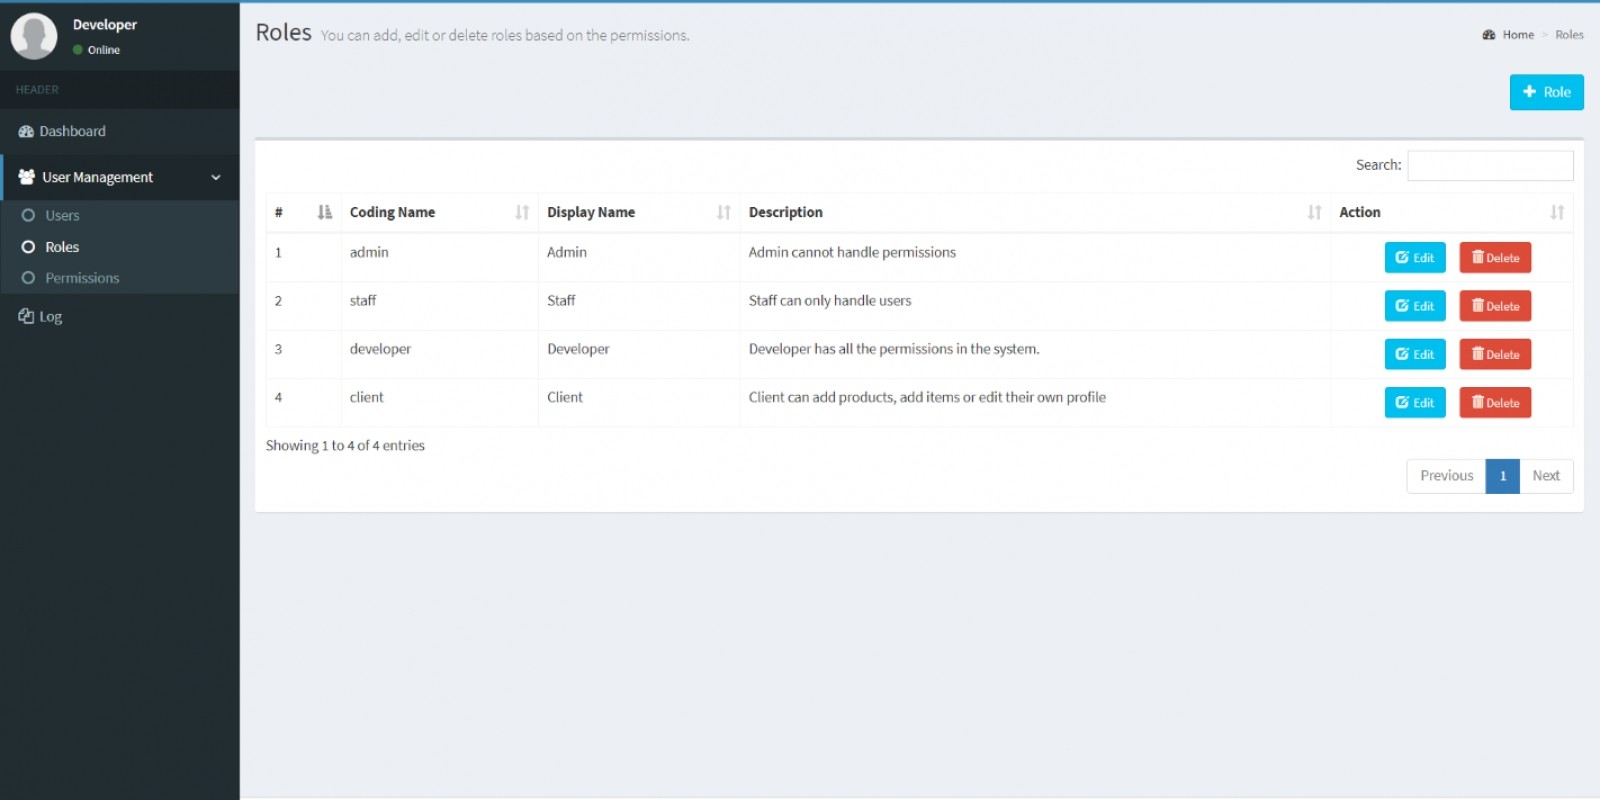 Developer
Online
HEADER
Dashboard
User Management
Users
Roles
Permissions
Log
Roles You can add, edit or delete roles based on the permissions.
Home > Roles
+ Role
Search:
# Coding Name Display Name Description Action
1 admin Admin Admin cannot handle permissions Edit Delete
2 staff Staff Staff can only handle users Edit Delete
3 developer Developer Developer has all the permissions in the system. Edit Delete
4 client Client Client can add products, add items or edit their own profile Edit Delete
Showing 1 to 4 of 4 entries
Previous 1 Next